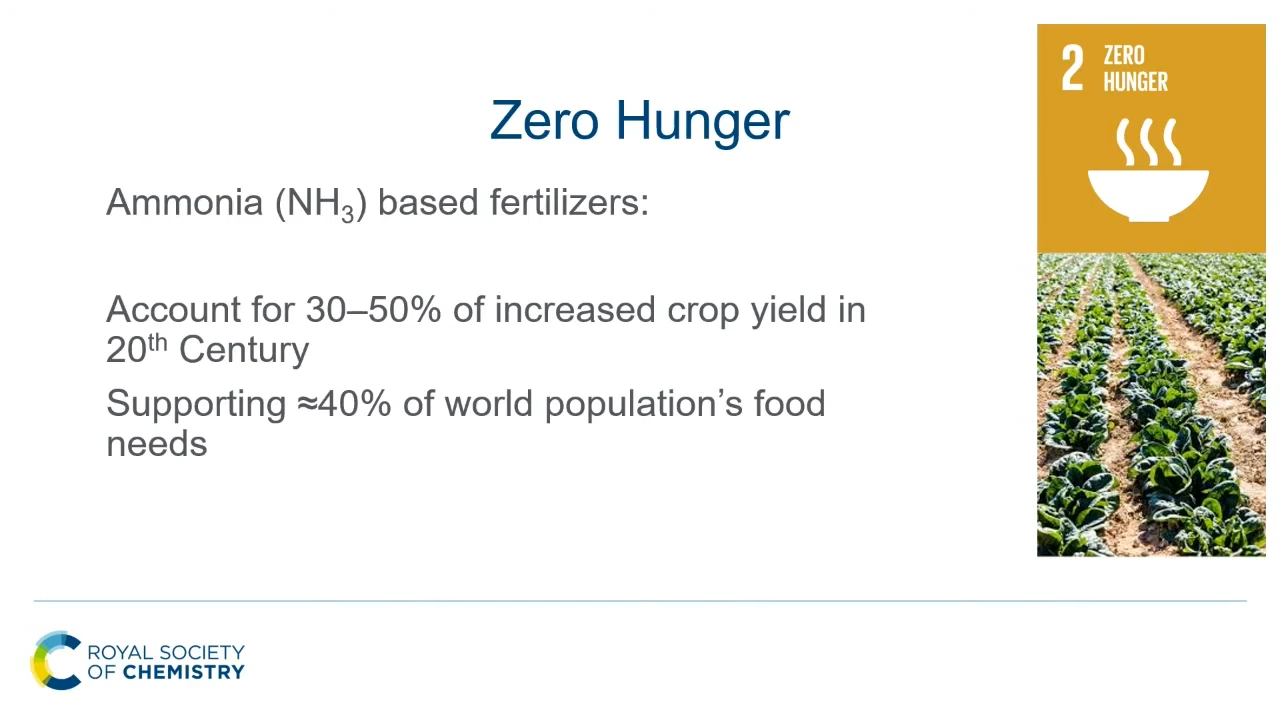 2 ZERO
HUNGER
Zero Hunger
Ammonia (NH₃) based fertilizers:
Account for 30–50% of increased crop yield in
20ᵗʰ Century
Supporting ≈40% of world population’s food
needs
ROYAL SOCIETY
OF CHEMISTRY